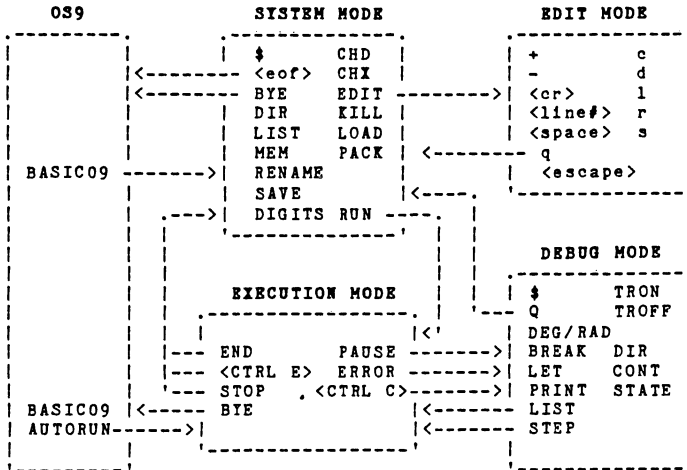 OS9 SYSTEM MODE EDIT MODE
$ CHD + c
<eof> CHX - d
BYE EDIT <cr> l
DIR KILL <line#> r
LIST LOAD <space> s
MEM PACK q
BASIC09 RENAME <escape>
SAVE
DIGITS RUN
DEBUG MODE
EXECUTION MODE $ TRON
Q TROFF
DEG/RAD
END PAUSE BREAK DIR
<CTRL E> ERROR LET CONT
STOP <CTRL C> PRINT STATE
BASIC09 BYE LIST
AUTORUN STEP